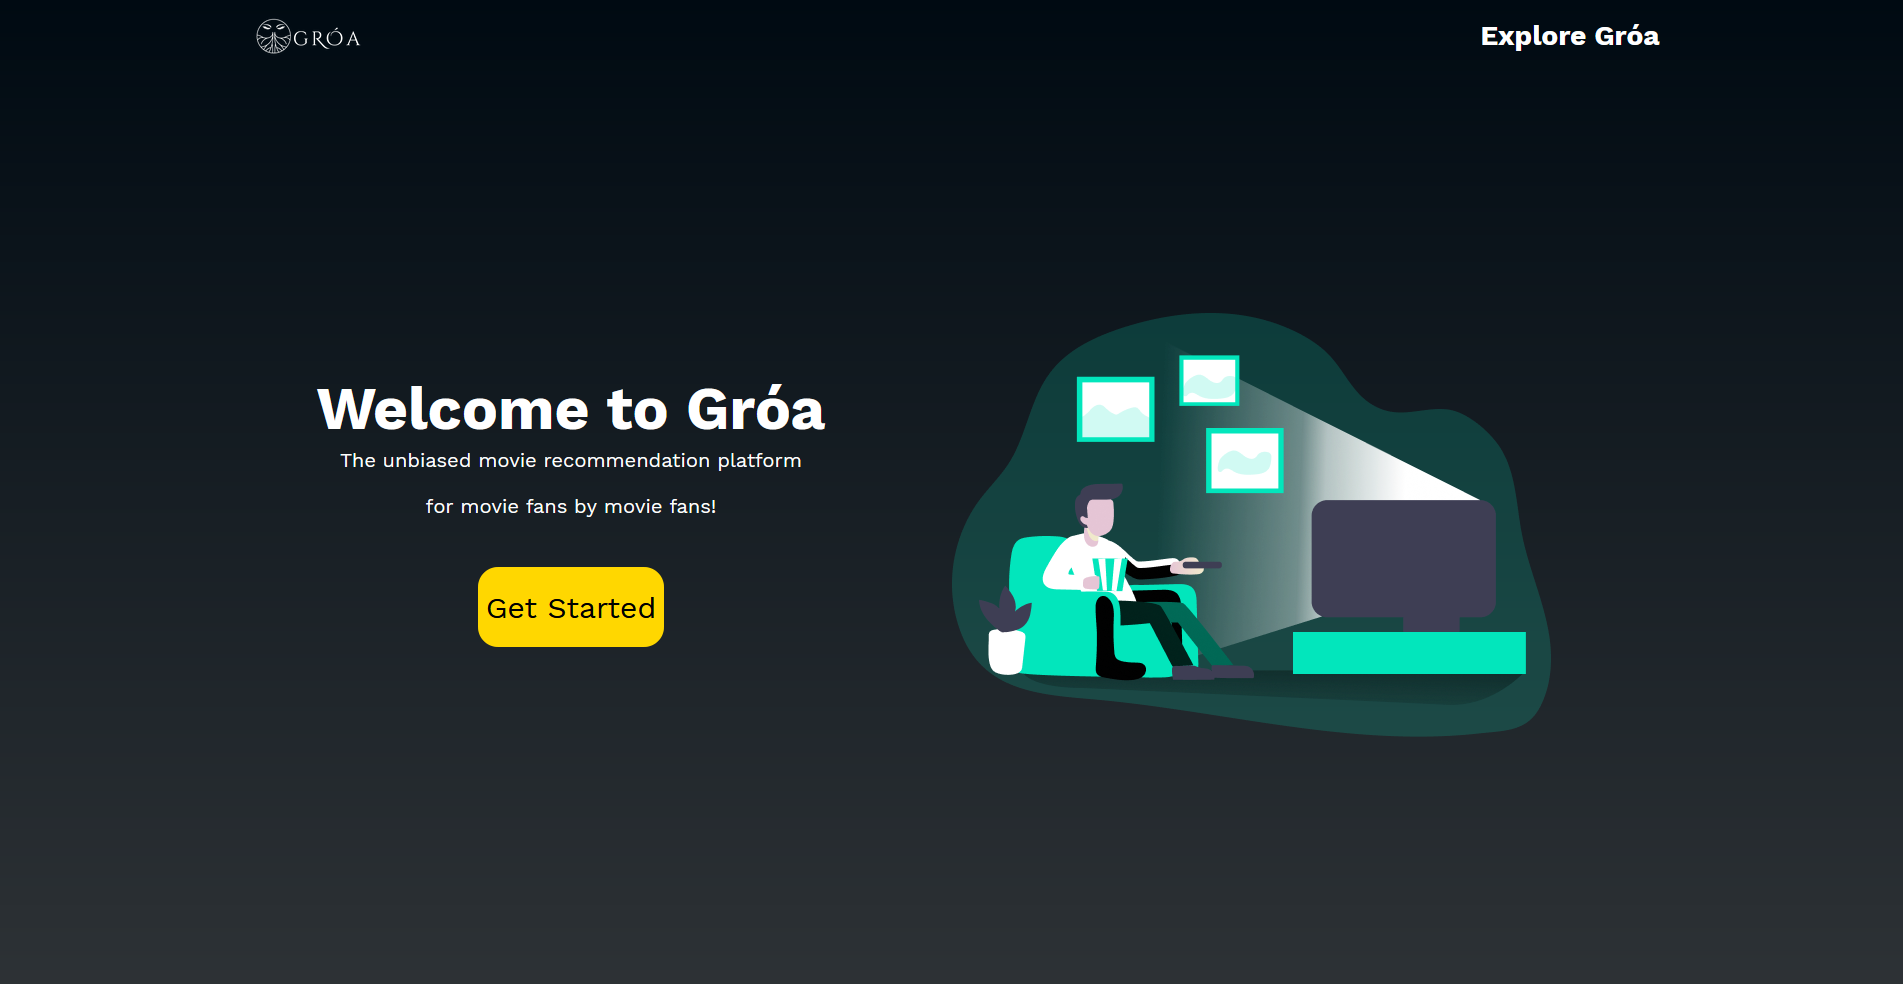 GRÓA
Explore Gróa
Welcome to Gróa
The unbiased movie recommendation platform
for movie fans by movie fans!
Get Started